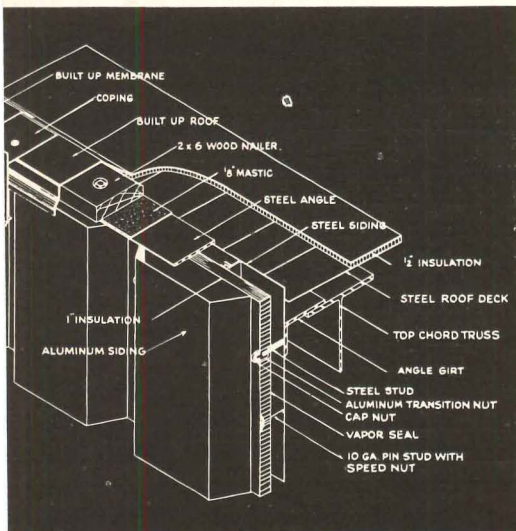 BUILT UP MEMBRANE
COPING
BUILT UP ROOF
2 x 6 WOOD NAILER
1/8" MASTIC
STEEL ANGLE
STEEL SIDING
1/2" INSULATION
STEEL ROOF DECK
1" INSULATION
TOP CHORD TRUSS
ALUMINUM SIDING
ANGLE GIRT
STEEL STUD
ALUMINUM TRANSITION NUT
CAP NUT
VAPOR SEAL
10 GA. PIN STUD WITH
SPEED NUT